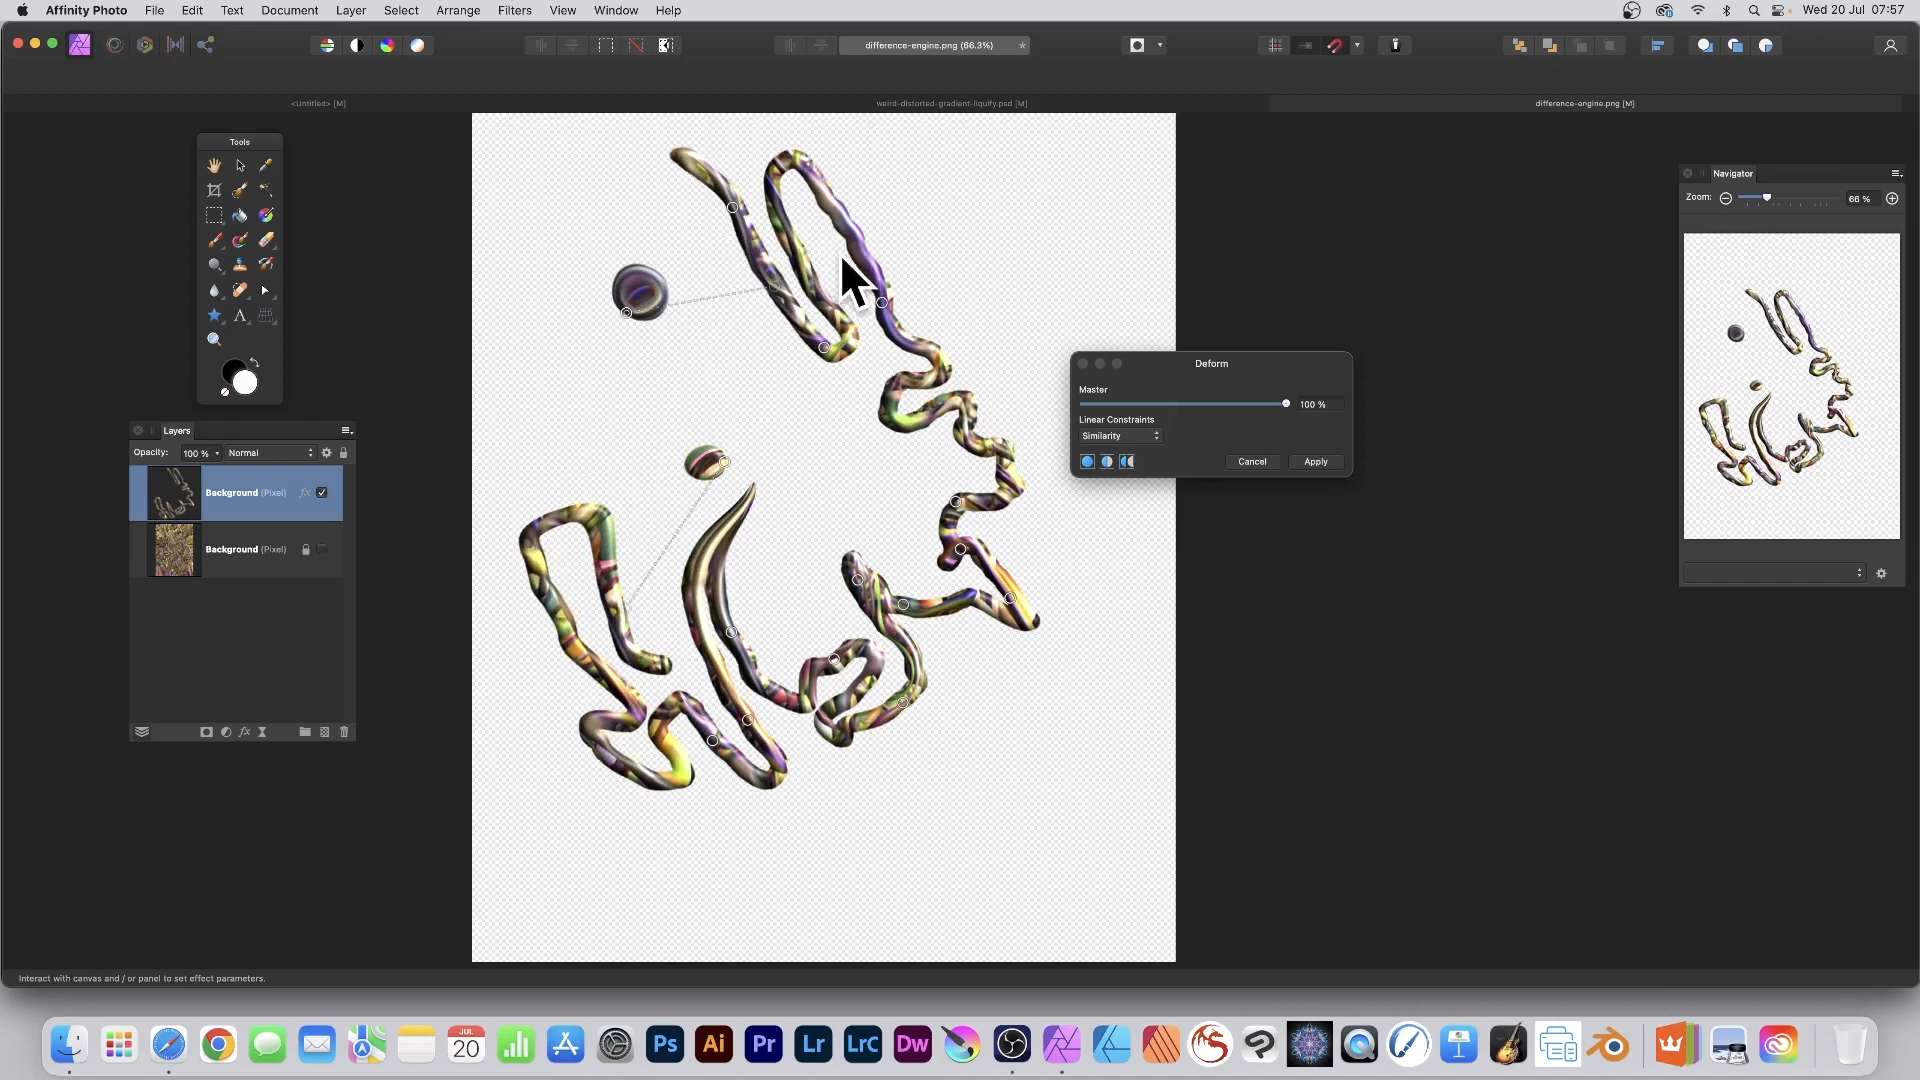 Affinity Photo File Edit Text Document Layer Select Arrange Filters View Window Help
Wed 20 Jul 07:57
difference-engine.png (66.3%)
<Untitled> [M]
weird-distorted-gradient-liquify.psd [M]
difference-engine.png [M]
Tools
Navigator
Zoom:
66 %
Deform
Master
100 %
Linear Constraints
Similarity
Cancel
Apply
Layers
Opacity:
100 %
Normal
Background (Pixel)
fx
Background (Pixel)
fx
Interact with canvas and / or panel to set effect parameters.
JUL
20
Ps
Ai
Pr
Lr
LrC
Dw